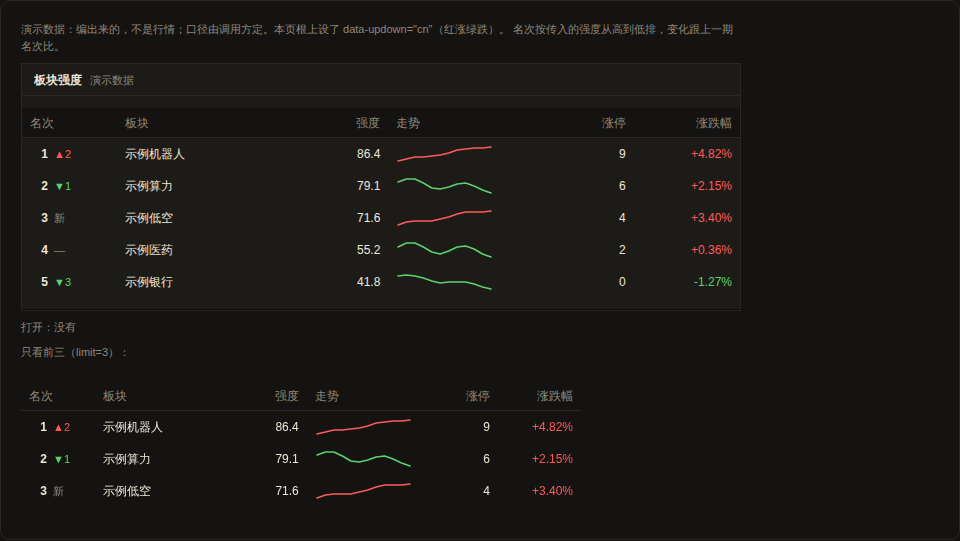 演示数据：编出来的，不是行情；口径由调用方定。本页根上设了 data-updown="cn"（红涨绿跌）。 名次按传入的强度从高到低排，变化跟上一期
名次比。
板块强度 演示数据
名次 板块 强度 走势 涨停 涨跌幅
1 ▲2 示例机器人 86.4 9 +4.82%
2 ▼1 示例算力 79.1 6 +2.15%
3 新 示例低空 71.6 4 +3.40%
4 — 示例医药 55.2 2 +0.36%
5 ▼3 示例银行 41.8 0 -1.27%
打开：没有
只看前三（limit=3）：
名次 板块 强度 走势 涨停 涨跌幅
1 ▲2 示例机器人 86.4 9 +4.82%
2 ▼1 示例算力 79.1 6 +2.15%
3 新 示例低空 71.6 4 +3.40%